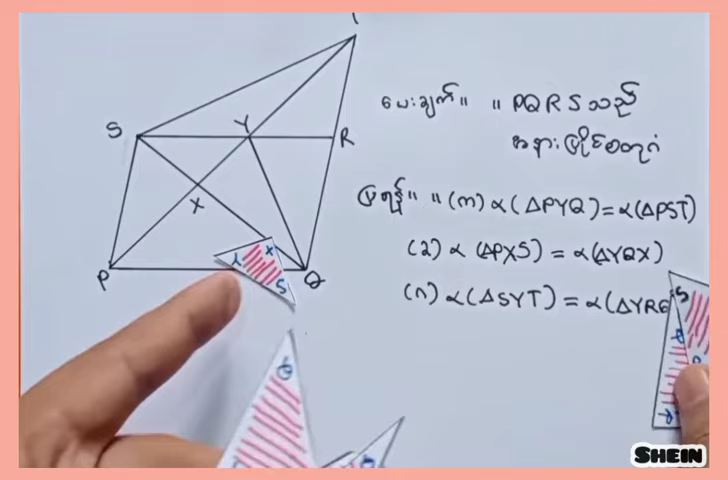 ပေးချက်။ ။ PQRS သည်
အနားပြိုင်စတုဂံ
ပြရန်။ ။ (က) α(ΔPYQ)=α(ΔPST)
(ခ) α(ΔPXS) = α(ΔYQX)
(ဂ) α(ΔSYT) = α(ΔYRQ
S
Y
R
X
P
Q
Y X S
Q
S
SHEIN